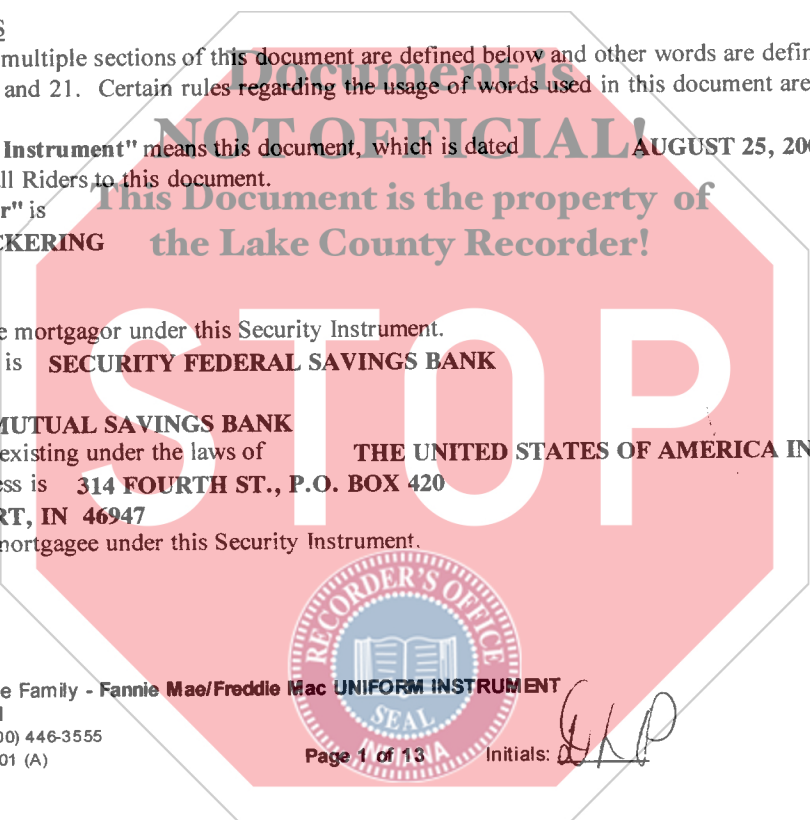 S
multiple sections of this document are defined below and other words are defin
and 21. Certain rules regarding the usage of words used in this document are
Document is
NOT OFFICIAL!
This Document is the property of
the Lake County Recorder!
Instrument" means this document, which is dated AUGUST 25, 200
ll Riders to this document.
r" is
CKERING
e mortgagor under this Security Instrument.
is SECURITY FEDERAL SAVINGS BANK
MUTUAL SAVINGS BANK
existing under the laws of THE UNITED STATES OF AMERICA IN
ess is 314 FOURTH ST., P.O. BOX 420
RT, IN 46947
mortgagee under this Security Instrument.
STOP
RECORDER'S OFFICE
SEAL
INDIANA
e Family - Fannie Mae/Freddie Mac UNIFORM INSTRUMENT
00) 446-3555
01 (A)
Page 1 of 13 Initials: